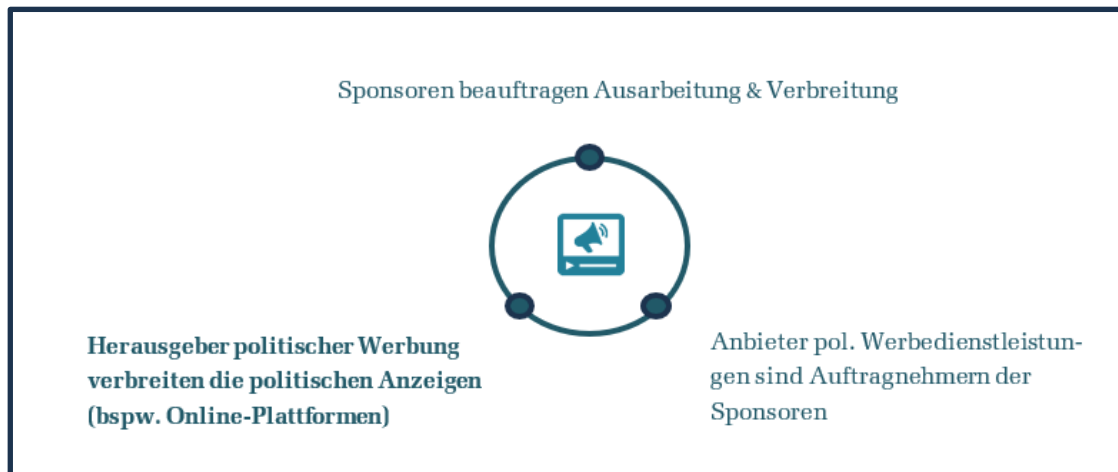 Sponsoren beauftragen Ausarbeitung & Verbreitung
Herausgeber politischer Werbung
verbreiten die politischen Anzeigen
(bspw. Online-Plattformen)
Anbieter pol. Werbedienstleistun-
gen sind Auftragnehmern der
Sponsoren